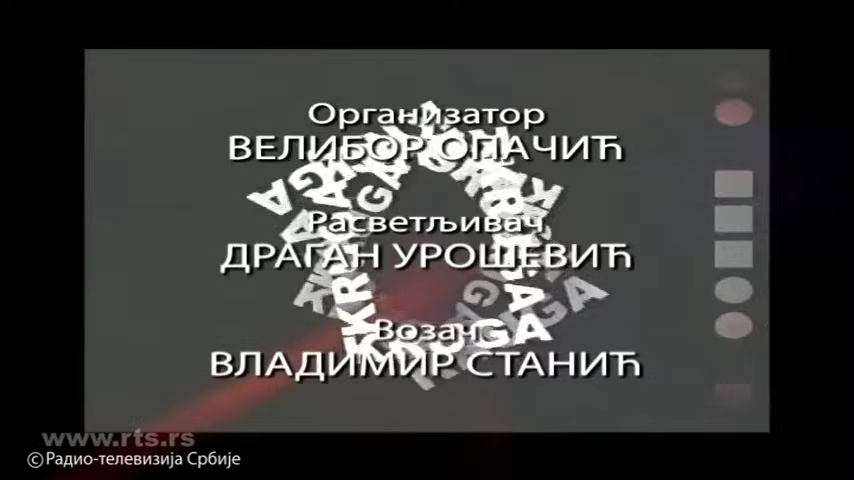 Организатор
ВЕЛИБОР ОПАЧИЋ
Расветљивач
ДРАГАН УРОШЕВИЋ
Возач
ВЛАДИМИР СТАНИЋ
www.rts.rs
©Радио-телевизија Србије